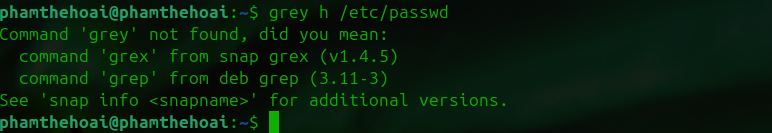 phamthehoai@phamthehoai:~$ grey h /etc/passwd
Command 'grey' not found, did you mean:
  command 'grex' from snap grex (v1.4.5)
  command 'grep' from deb grep (3.11-3)
See 'snap info <snapname>' for additional versions.
phamthehoai@phamthehoai:~$